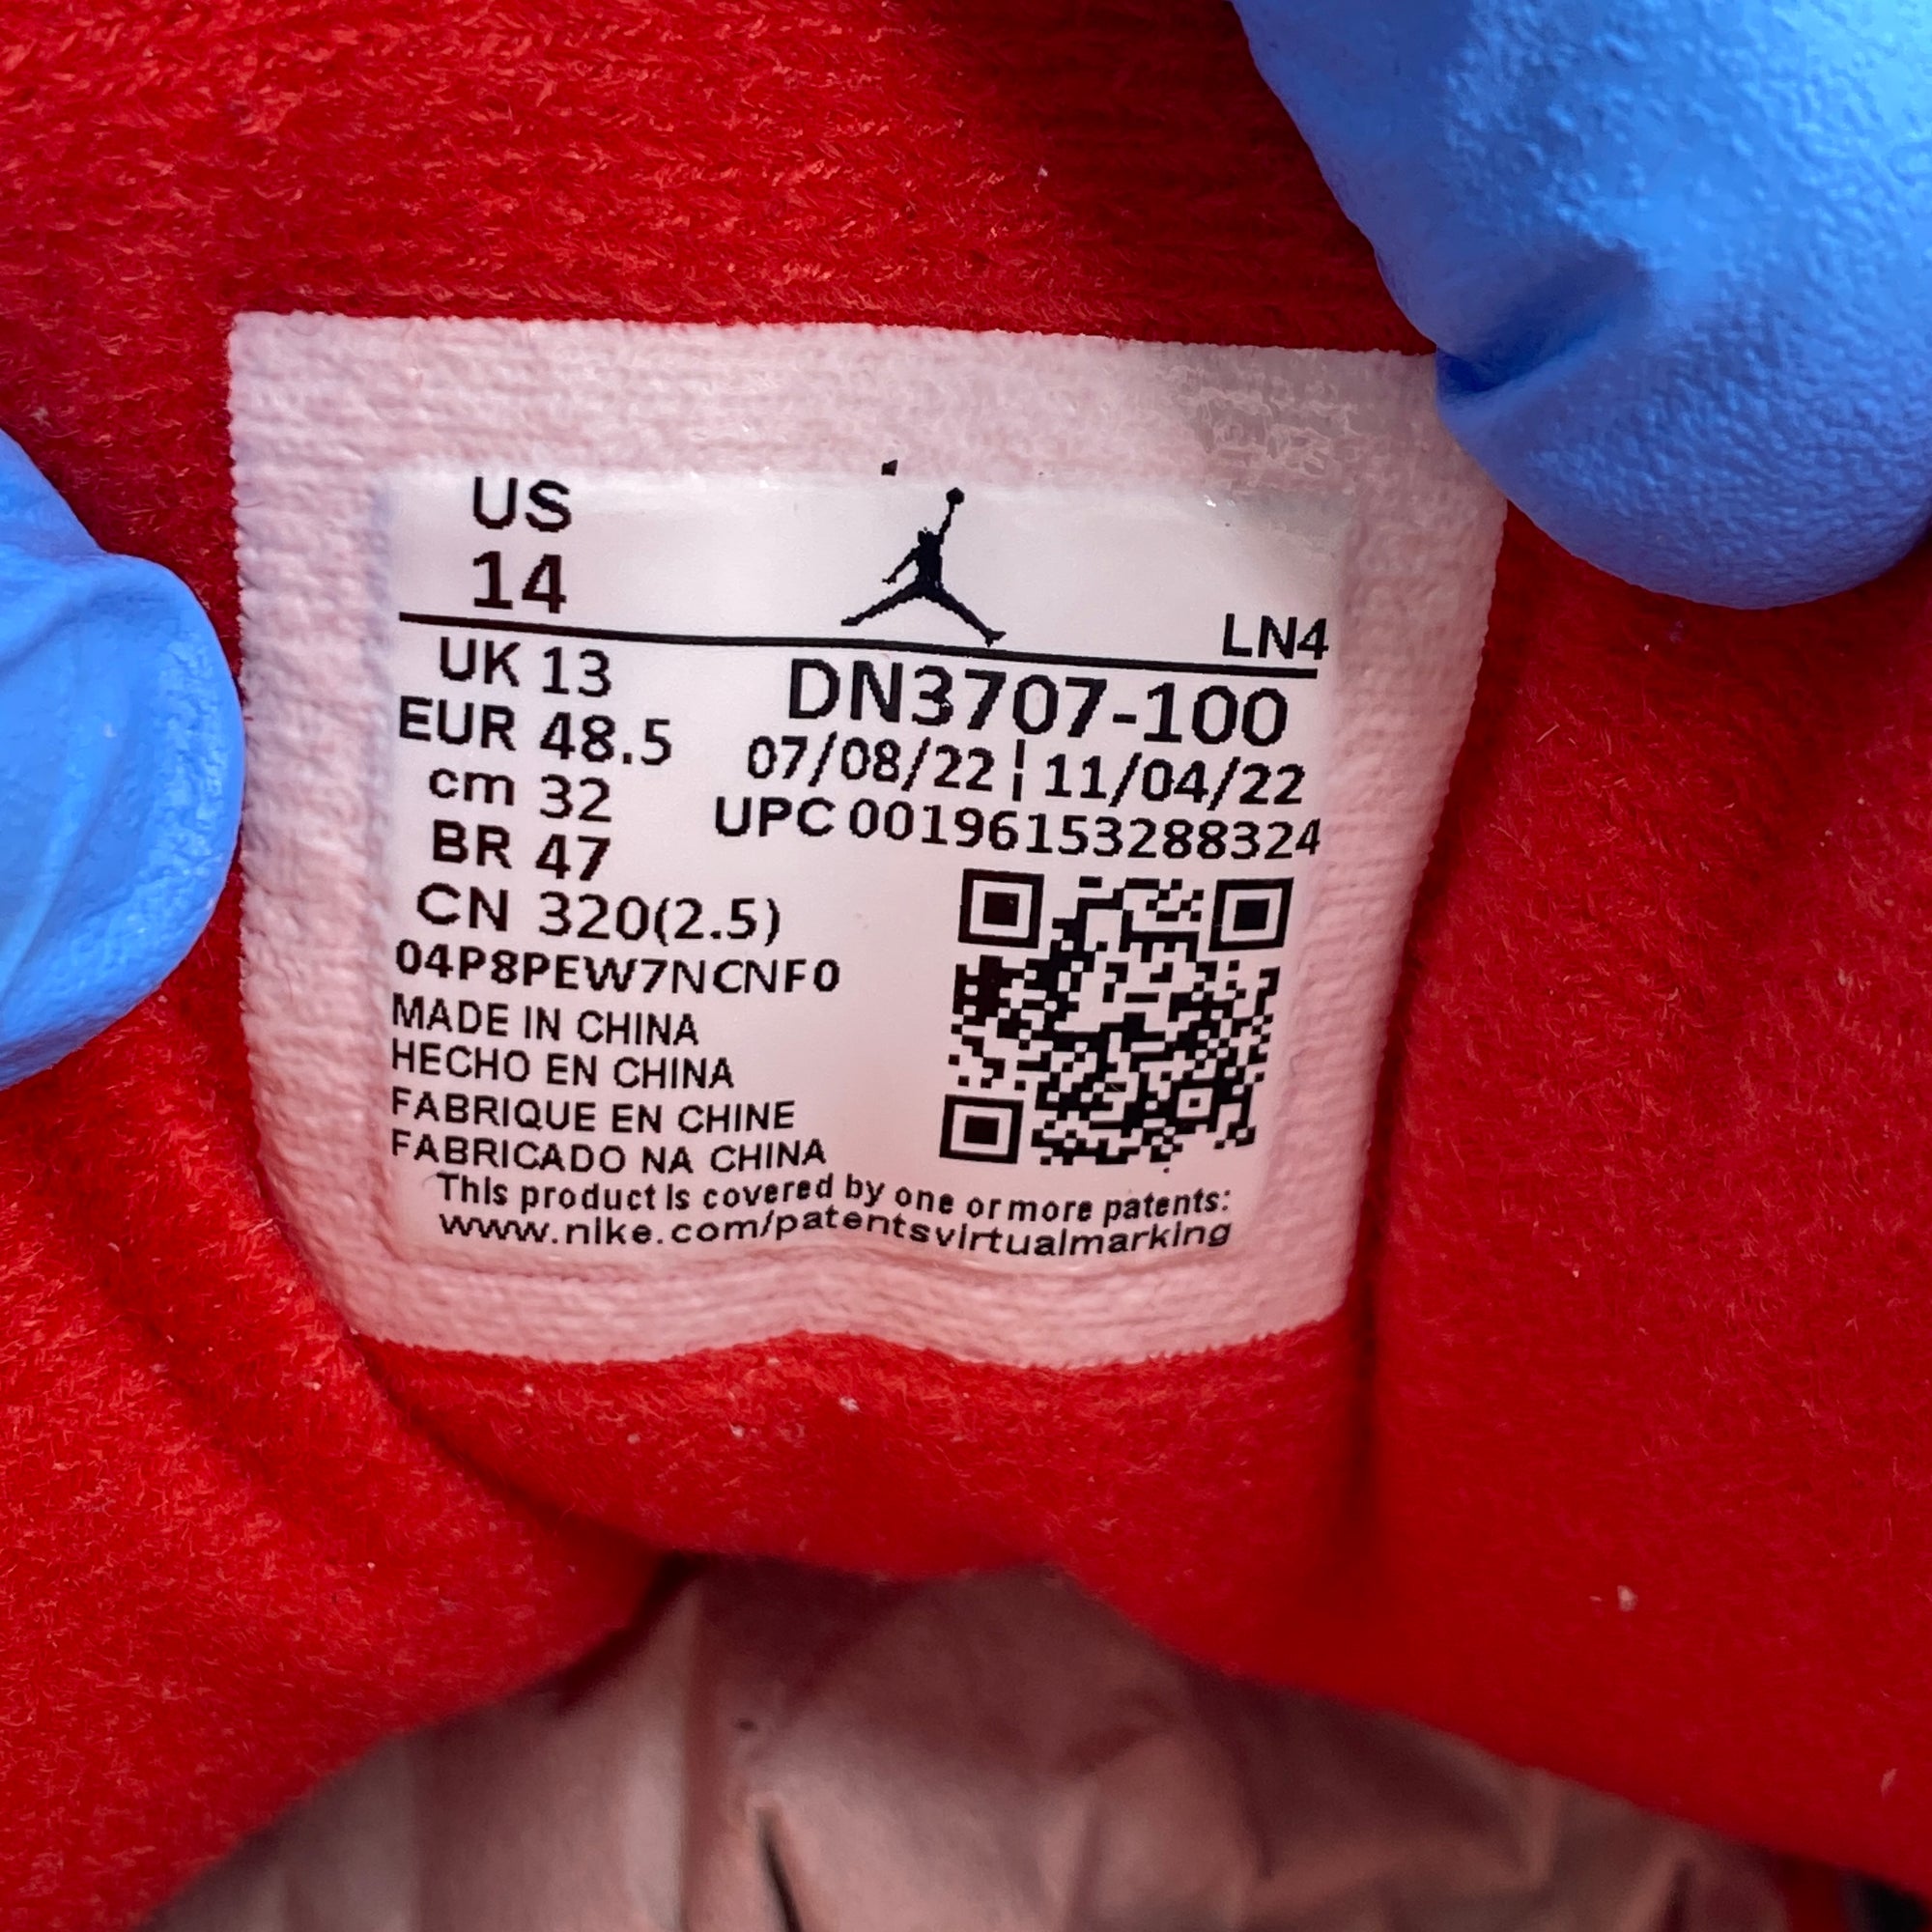 US
14
LN4
UK 13
EUR 48.5
cm 32
BR 47
CN 320(2.5)
DN3707-100
07/08/22 ¦ 11/04/22
UPC 00196153288324
04P8PEW7NCNF0
MADE IN CHINA
HECHO EN CHINA
FABRIQUE EN CHINE
FABRICADO NA CHINA
This product is covered by one or more patents:
www.nike.com/patentsvirtualmarking